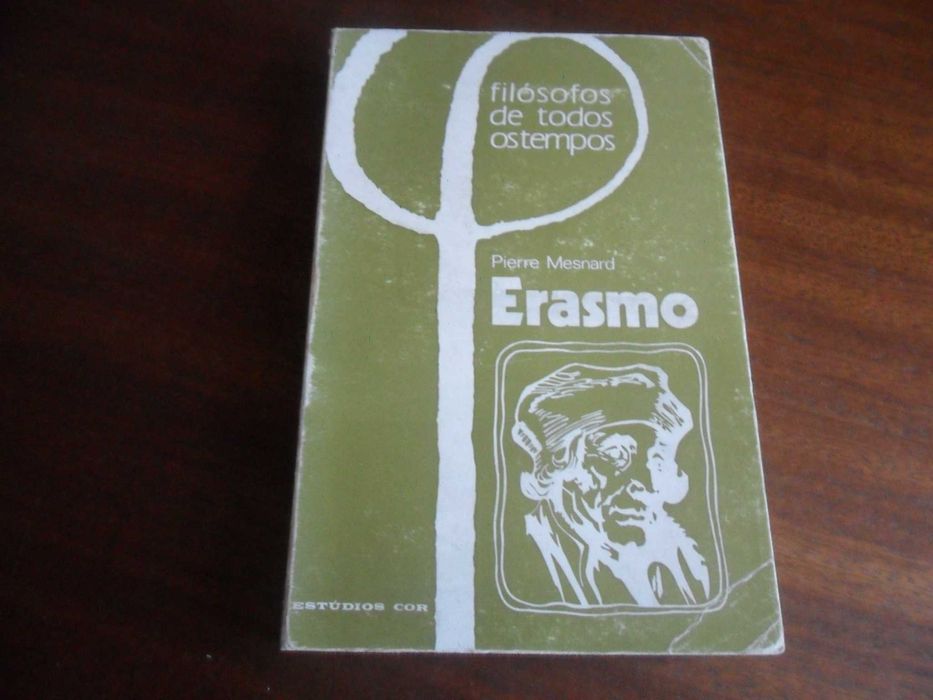 filósofos
de todos
ostempos
Pierre Mesnard
Erasmo
ESTÚDIOS COR